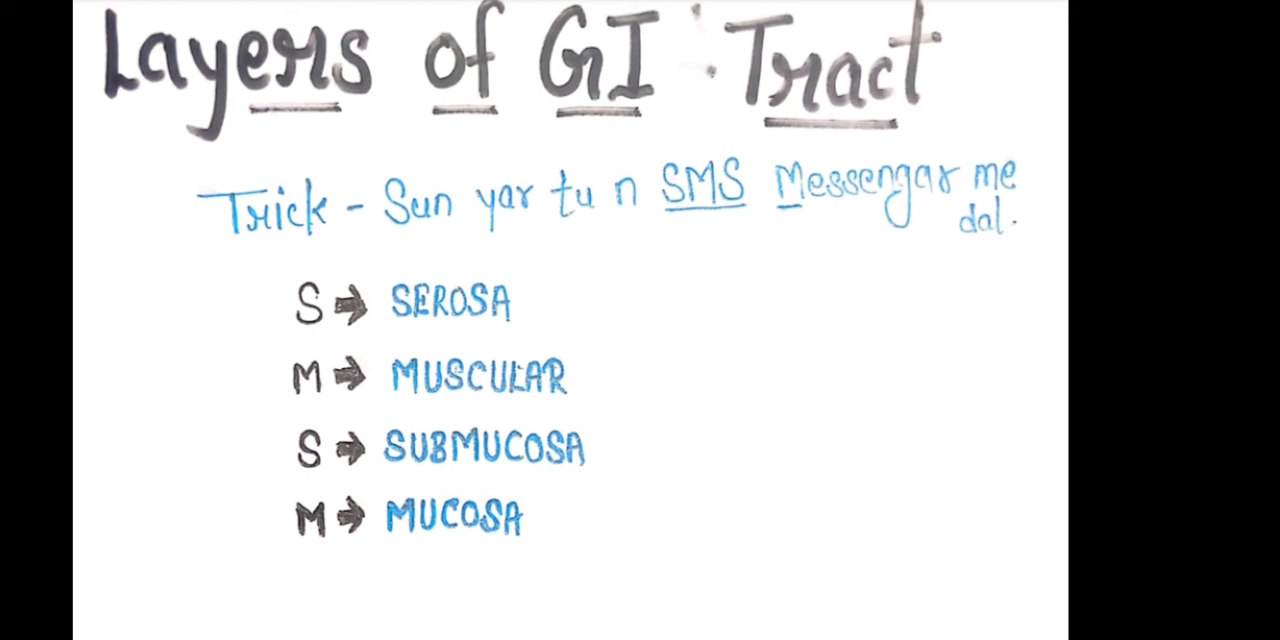 Layers of GI Tract
Trick - Sun yar tu n SMS Messengar me
dal.
S → SEROSA
M → MUSCULAR
S → SUBMUCOSA
M → MUCOSA